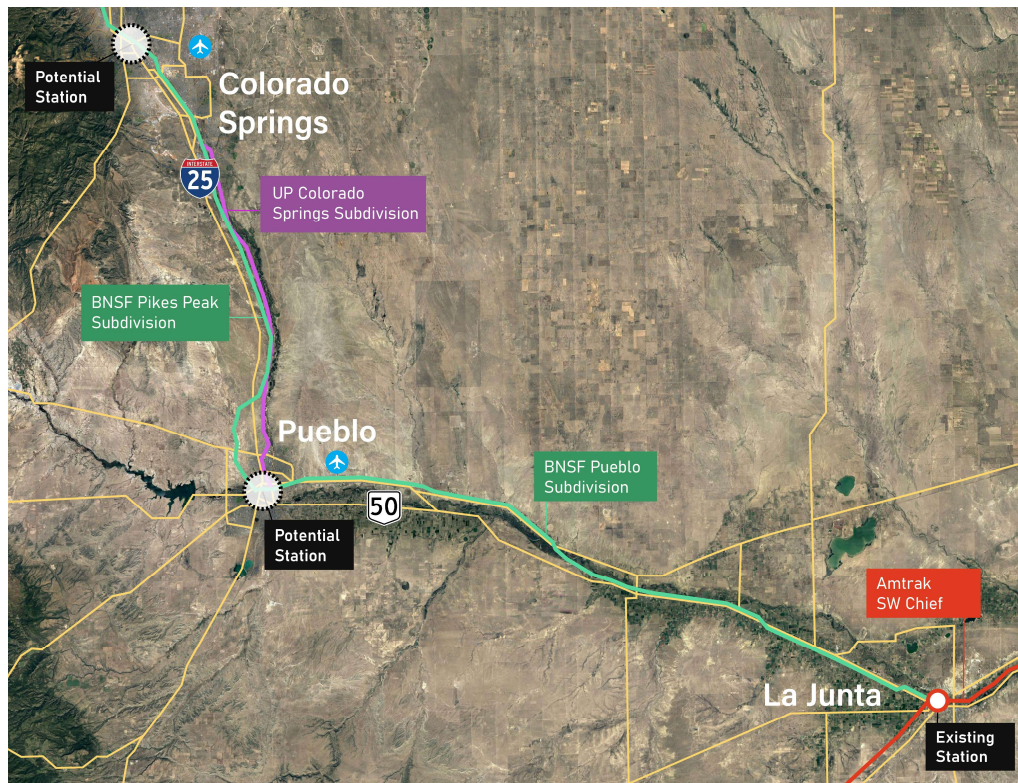 Potential
Station
Colorado
Springs
INTERSTATE
25
UP Colorado
Springs Subdivision
BNSF Pikes Peak
Subdivision
Pueblo
BNSF Pueblo
Subdivision
50
Potential
Station
Amtrak
SW Chief
La Junta
Existing
Station